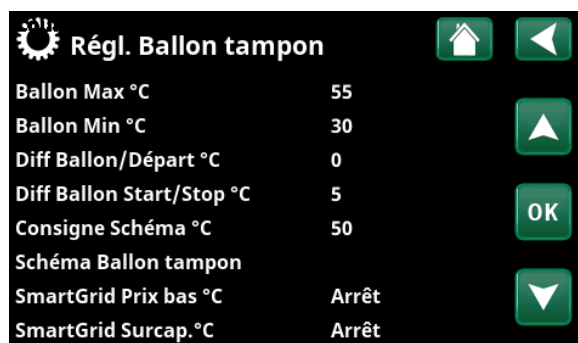 Régl. Ballon tampon
Ballon Max °C 55
Ballon Min °C 30
Diff Ballon/Départ °C 0
Diff Ballon Start/Stop °C 5
Consigne Schéma °C 50
OK
Schéma Ballon tampon
SmartGrid Prix bas °C Arrêt
SmartGrid Surcap.°C Arrêt